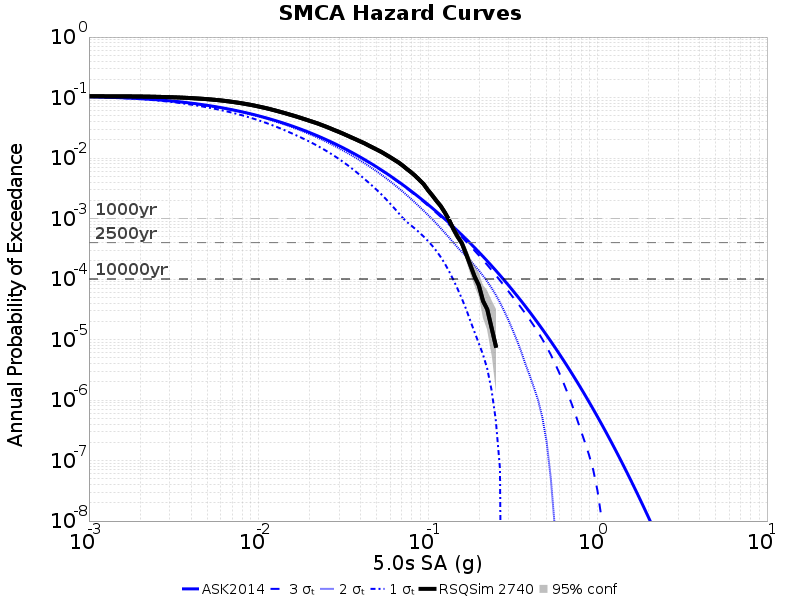 SMCA Hazard Curves
Annual Probability of Exceedance
10^0
10^-1
10^-2
10^-3
10^-4
10^-5
10^-6
10^-7
10^-8
1000yr
2500yr
10000yr
10^-3 10^-2 10^-1 10^0 10^1
5.0s SA (g)
ASK2014 3 σₜ 2 σₜ 1 σₜ RSQSim 2740 95% conf